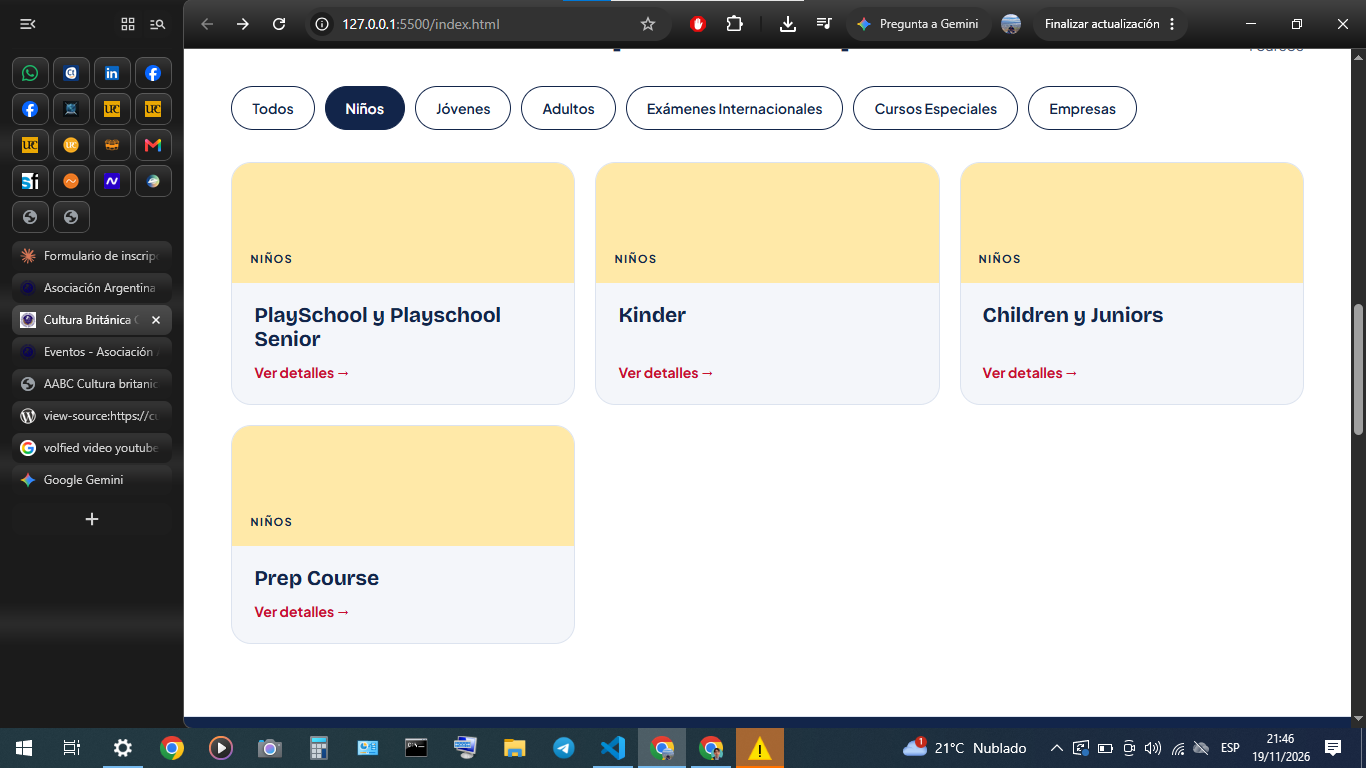 127.0.0.1:5500/index.html
Pregunta a Gemini
Finalizar actualización
Formulario de inscrip
Asociación Argentina
Cultura Británica
Eventos - Asociación
AABC Cultura britanic
view-source:https://cu
volfied video youtube
Google Gemini
Todos
Niños
Jóvenes
Adultos
Exámenes Internacionales
Cursos Especiales
Empresas
NIÑOS
NIÑOS
NIÑOS
PlaySchool y Playschool
Senior
Ver detalles →
Kinder
Ver detalles →
Children y Juniors
Ver detalles →
NIÑOS
Prep Course
Ver detalles →
1
21°C Nublado
ESP
21:46
19/11/2026